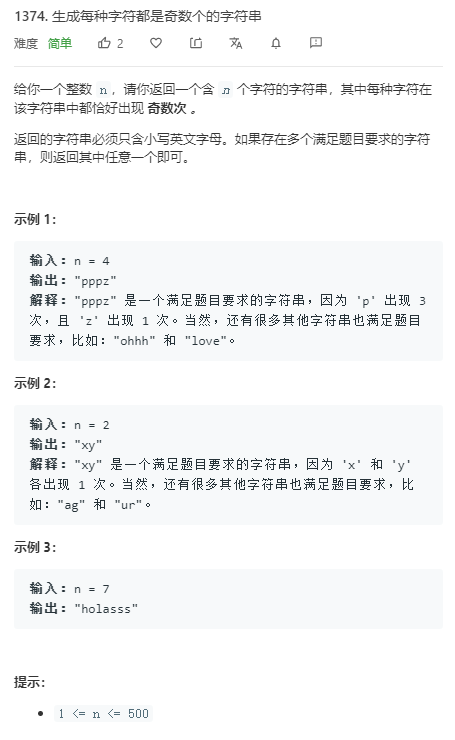 1374. 生成每种字符都是奇数个的字符串
难度 简单 2
给你一个整数 n，请你返回一个含 n 个字符的字符串，其中每种字符在
该字符串中都恰好出现 奇数次 。
返回的字符串必须只含小写英文字母。如果存在多个满足题目要求的字符
串，则返回其中任意一个即可。
示例 1：
输入：n = 4
输出："pppz"
解释："pppz" 是一个满足题目要求的字符串，因为 'p' 出现 3
次，且 'z' 出现 1 次。当然，还有很多其他字符串也满足题目
要求，比如："ohhh" 和 "love"。
示例 2：
输入：n = 2
输出："xy"
解释："xy" 是一个满足题目要求的字符串，因为 'x' 和 'y'
各出现 1 次。当然，还有很多其他字符串也满足题目要求，比
如："ag" 和 "ur"。
示例 3：
输入：n = 7
输出："holasss"
提示：
• 1 <= n <= 500